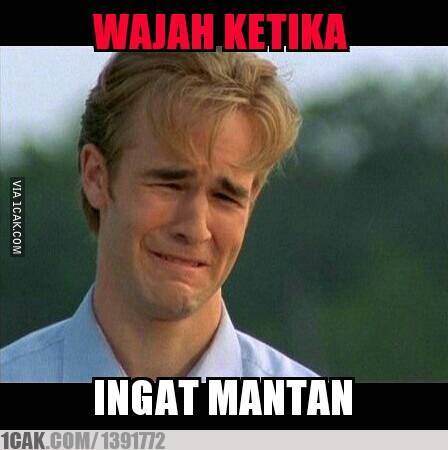 WAJAH KETIKA
VIA 1CAK.COM
INGAT MANTAN
1CAK.COM/1391772